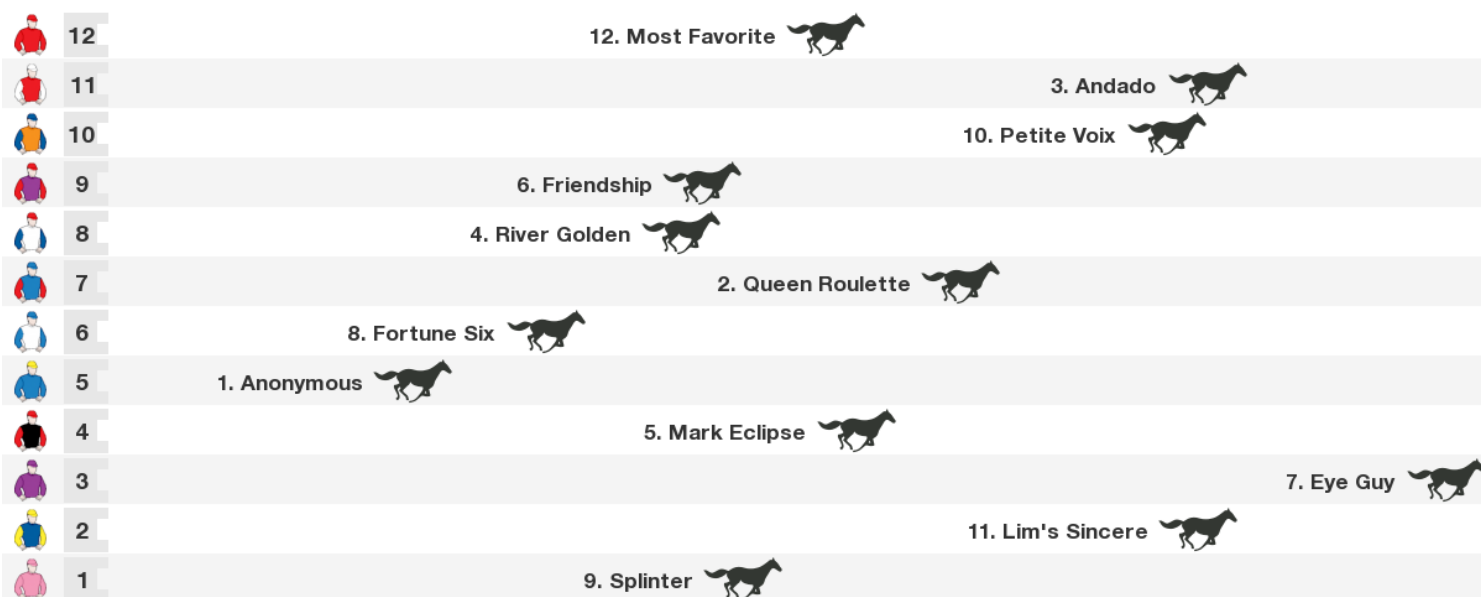 12 12. Most Favorite
11 3. Andado
10 10. Petite Voix
9 6. Friendship
8 4. River Golden
7 2. Queen Roulette
6 8. Fortune Six
5 1. Anonymous
4 5. Mark Eclipse
3 7. Eye Guy
2 11. Lim's Sincere
1 9. Splinter